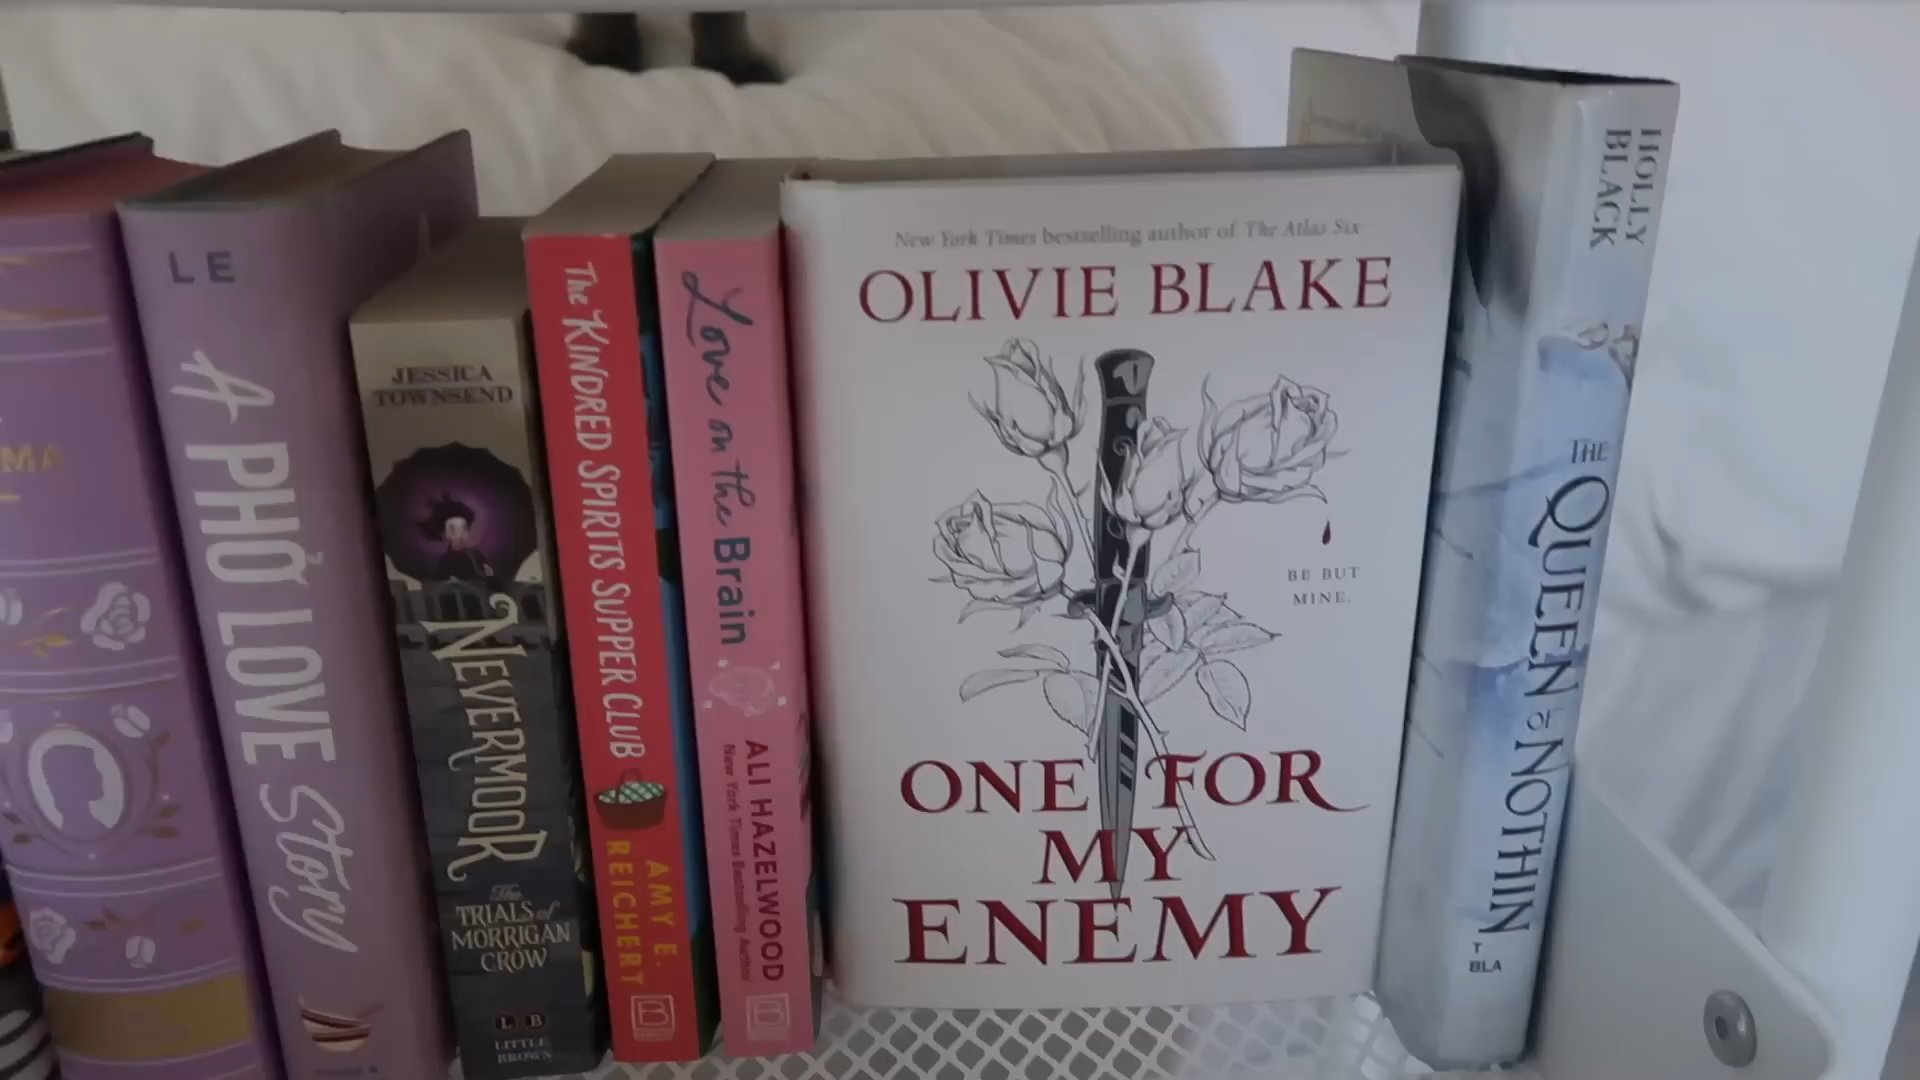 MA
C
LE
A PHỞ LOVE Story
JESSICA
TOWNSEND
NEVERMOOR
The
TRIALS of
MORRIGAN
CROW
L B
LITTLE,
BROWN
The KINDRED SPIRITS SUPPER CLUB
AMY E.
REICHERT
B
Love on the Brain
ALI HAZELWOOD
New York Times Bestselling Author
B
New York Times bestselling author of The Atlas Six
OLIVIE BLAKE
BE BUT
MINE.
ONE FOR
MY
ENEMY
HOLLY
BLACK
THE QUEEN of NOTHIN
T
BLA